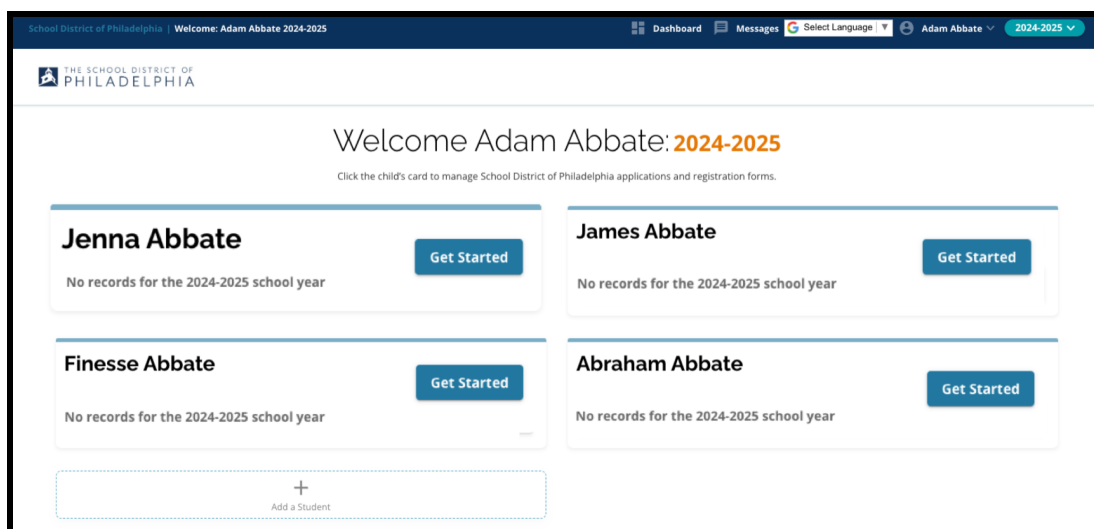 School District of Philadelphia | Welcome: Adam Abbate 2024-2025
Dashboard Messages G Select Language ▼ Adam Abbate 2024-2025
THE SCHOOL DISTRICT OF
PHILADELPHIA
Welcome Adam Abbate: 2024-2025
Click the child's card to manage School District of Philadelphia applications and registration forms.
Jenna Abbate
Get Started
No records for the 2024-2025 school year
James Abbate
Get Started
No records for the 2024-2025 school year
Finesse Abbate
Get Started
No records for the 2024-2025 school year
Abraham Abbate
Get Started
No records for the 2024-2025 school year
+
Add a Student